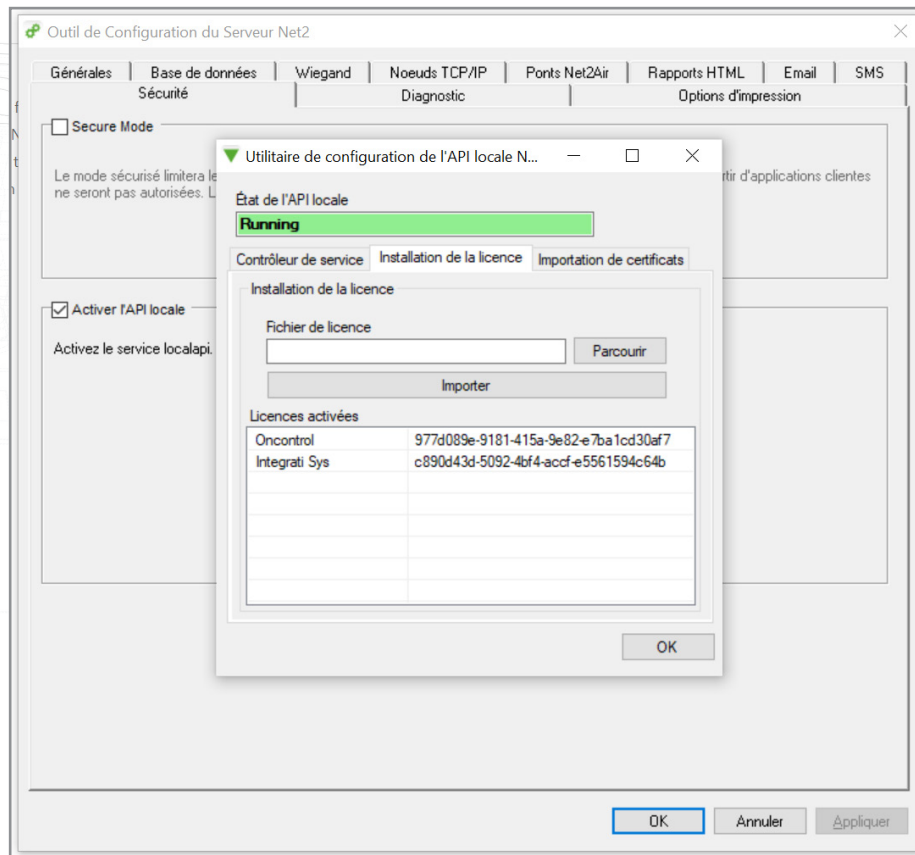 Outil de Configuration du Serveur Net2
Générales Base de données Wiegand Noeuds TCP/IP Ponts Net2Air Rapports HTML Email SMS
Sécurité Diagnostic Options d'impression
Secure Mode
Le mode sécurisé limitera le
rtir d'applications clientes
ne seront pas autorisées. L
Utilitaire de configuration de l'API locale N...
État de l'API locale
Running
Contrôleur de service Installation de la licence Importation de certificats
Installation de la licence
Activer l'API locale
Fichier de licence
Activez le service localapi.
Parcourir
Importer
Licences activées
Oncontrol 977d089e-9181-415a-9e82-e7ba1cd30af7
Integrati Sys c890d43d-5092-4bf4-accf-e5561594c64b
OK
OK Annuler Appliquer